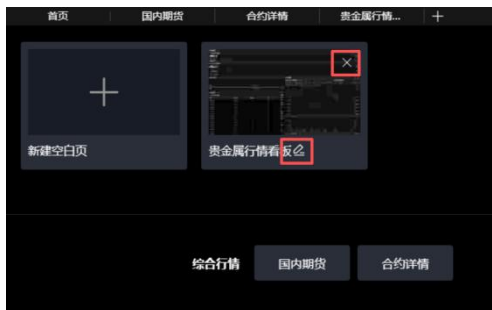 首页 国内期货 合约详情 贵金属行情...
新建空白页 贵金属行情看板
综合行情 国内期货 合约详情